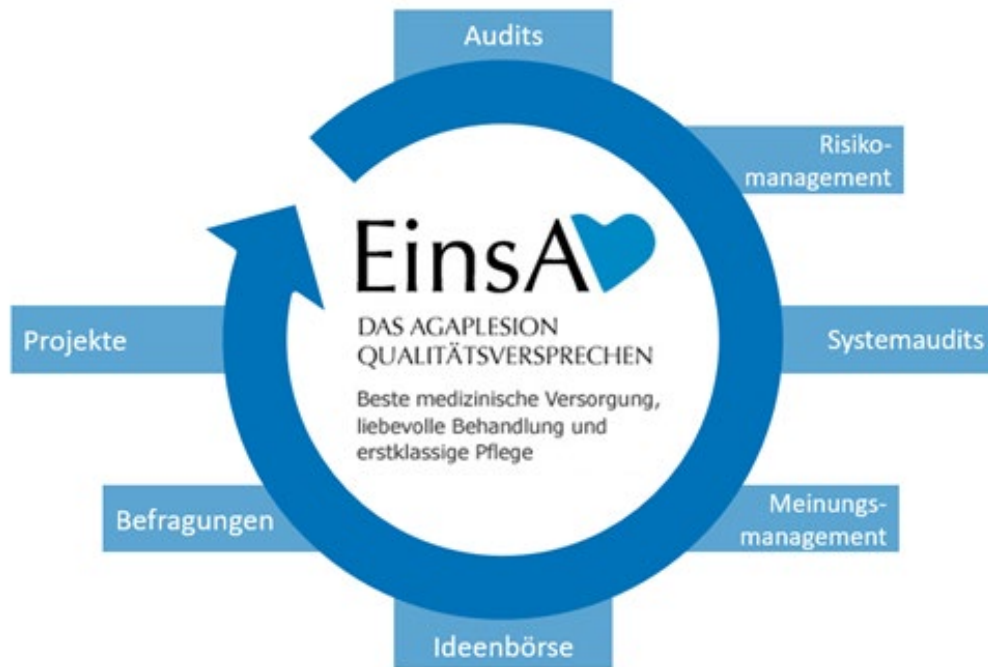 Audits
Risiko-
management
EinsA
DAS AGAPLESION
QUALITÄTSVERSPRECHEN
Projekte
Systemaudits
Beste medizinische Versorgung,
liebevolle Behandlung und
erstklassige Pflege
Befragungen
Meinungs-
management
Ideenbörse